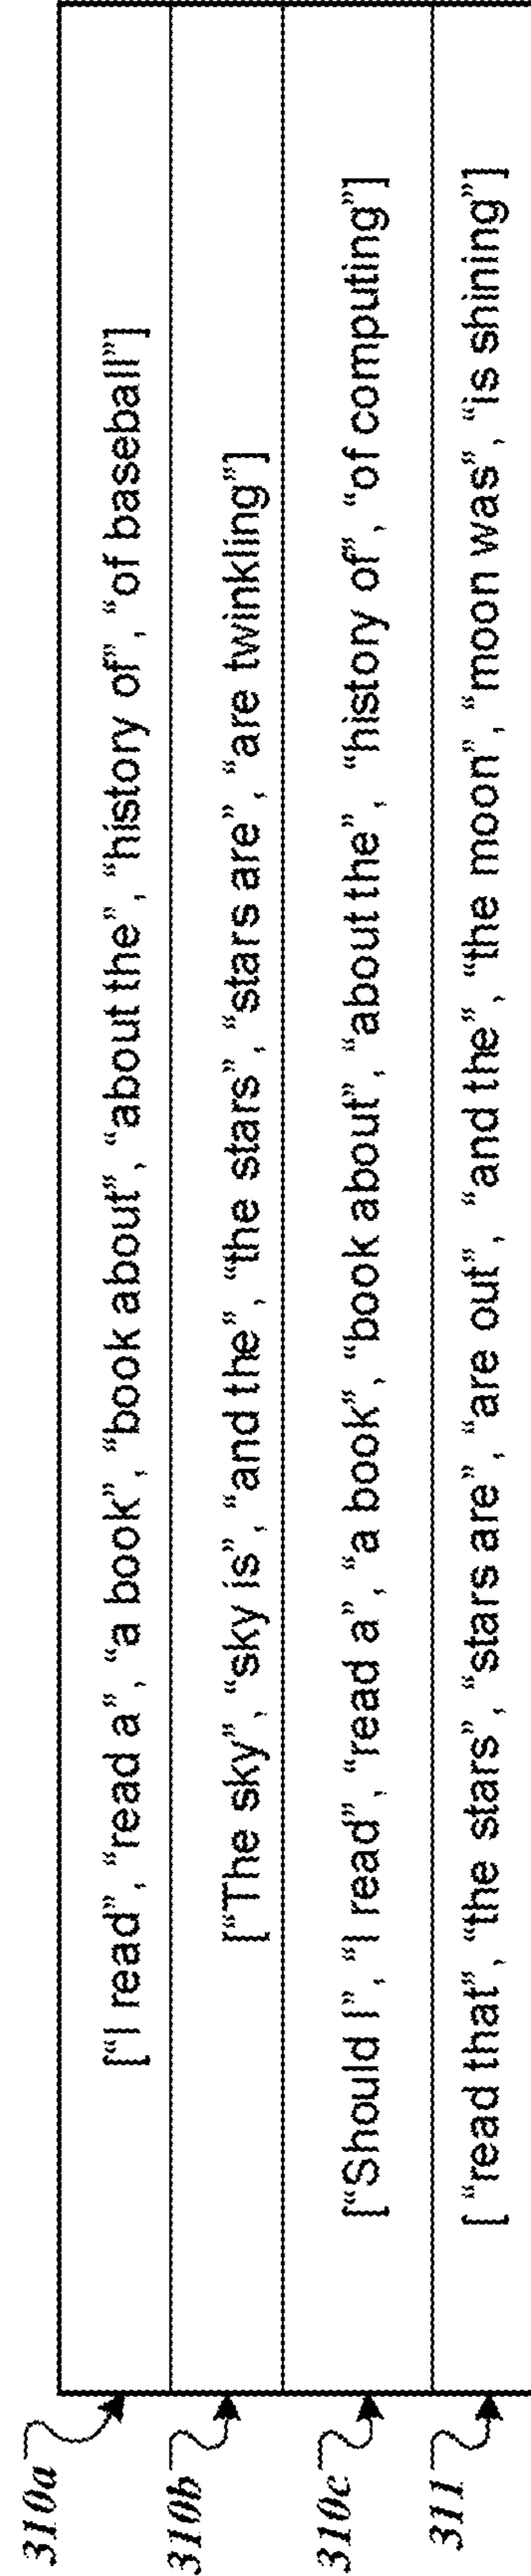 310a ["I read", "read a", "a book", "book about", "about the", "history of", "of baseball"]
310b ["The sky", "sky is", "and the", "the stars", "stars are", "are twinkling"]
310c ["Should I", "I read", "read a", "a book", "book about", "about the", "history of", "of computing"]
311 [ "read that", "the stars", "stars are", "are out", "and the", "the moon", "moon was", "is shining"]